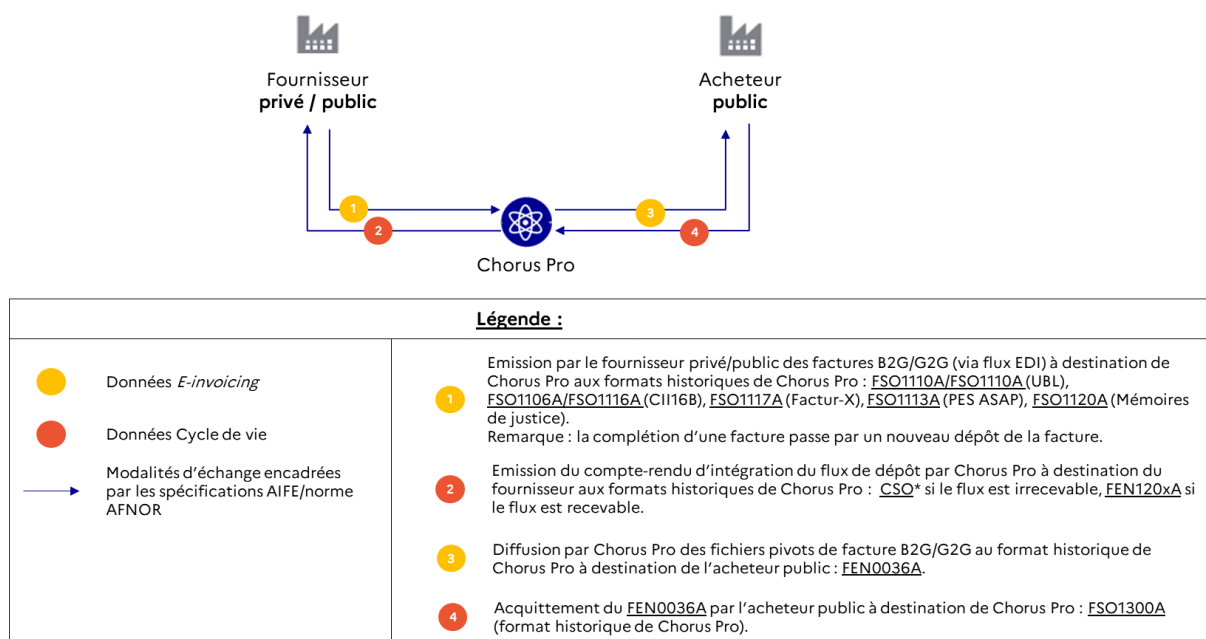 Fournisseur
privé / public
Acheteur
public
1
3
2
4
Chorus Pro
Légende :
Données E-invoicing
Données Cycle de vie
Modalités d'échange encadrées
par les spécifications AIFE/norme
AFNOR
1
Emission par le fournisseur privé/public des factures B2G/G2G (via flux EDI) à destination de
Chorus Pro aux formats historiques de Chorus Pro : FSO1110A/FSO1110A (UBL),
FSO1106A/FSO1116A (CII16B), FSO1117A (Factur-X), FSO1113A (PES ASAP), FSO1120A (Mémoires
de justice).
Remarque : la complétion d'une facture passe par un nouveau dépôt de la facture.
2
Emission du compte-rendu d'intégration du flux de dépôt par Chorus Pro à destination du
fournisseur aux formats historiques de Chorus Pro : CSO* si le flux est irrecevable, FEN120xA si
le flux est recevable.
3
Diffusion par Chorus Pro des fichiers pivots de facture B2G/G2G au format historique de
Chorus Pro à destination de l'acheteur public : FEN0036A.
4
Acquittement du FEN0036A par l'acheteur public à destination de Chorus Pro : FSO1300A
(format historique de Chorus Pro).